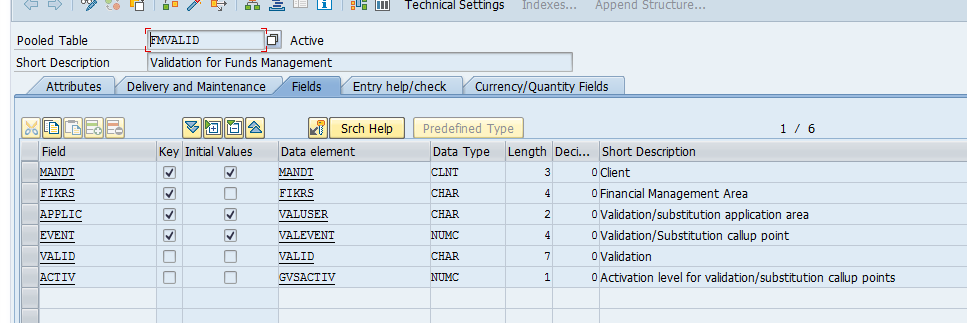 Technical Settings Indexes... Append Structure...
Pooled Table FMVALID Active
Short Description Validation for Funds Management
Attributes Delivery and Maintenance Fields Entry help/check Currency/Quantity Fields
Srch Help Predefined Type 1 / 6
Field Key Initial Values Data element Data Type Length Deci... Short Description
MANDT MANDT CLNT 3 0 Client
FIKRS FIKRS CHAR 4 0 Financial Management Area
APPLIC VALUSER CHAR 2 0 Validation/substitution application area
EVENT VALEVENT NUMC 4 0 Validation/Substitution callup point
VALID VALID CHAR 7 0 Validation
ACTIV GVSACTIV NUMC 1 0 Activation level for validation/substitution callup points